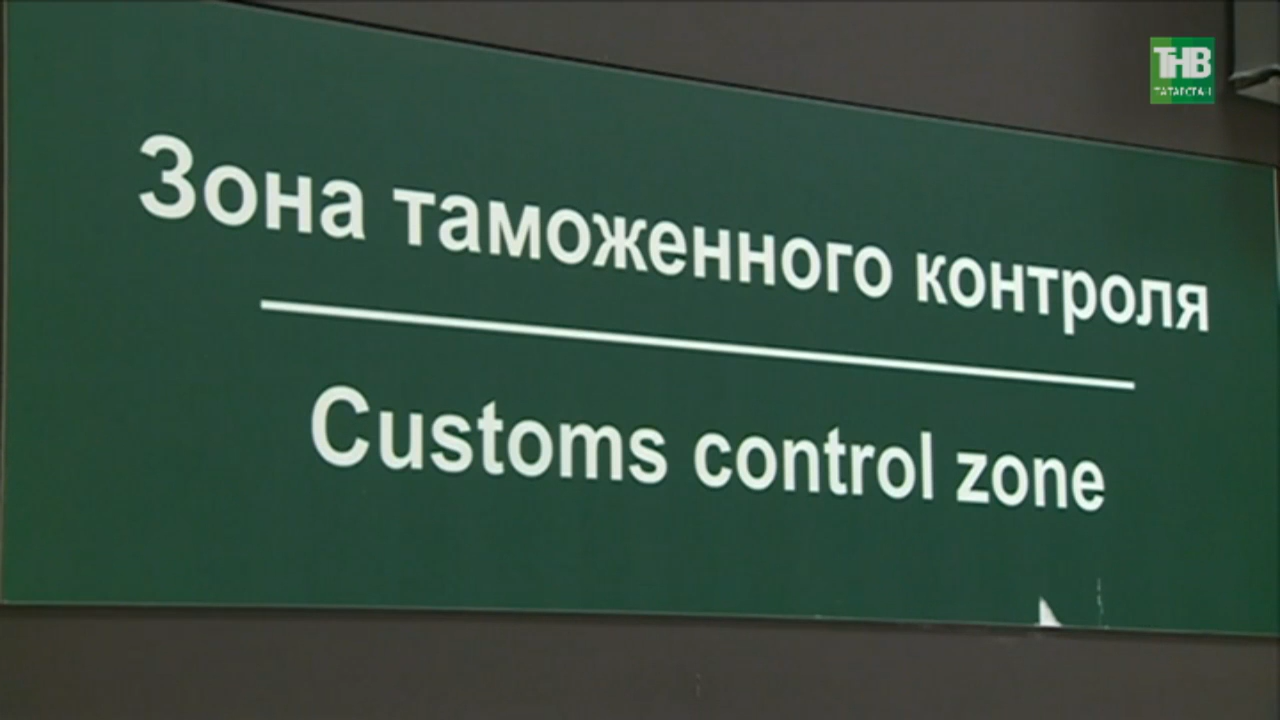 ТНВ
ТАТАРСТАН
Зона таможенного контроля
Customs control zone